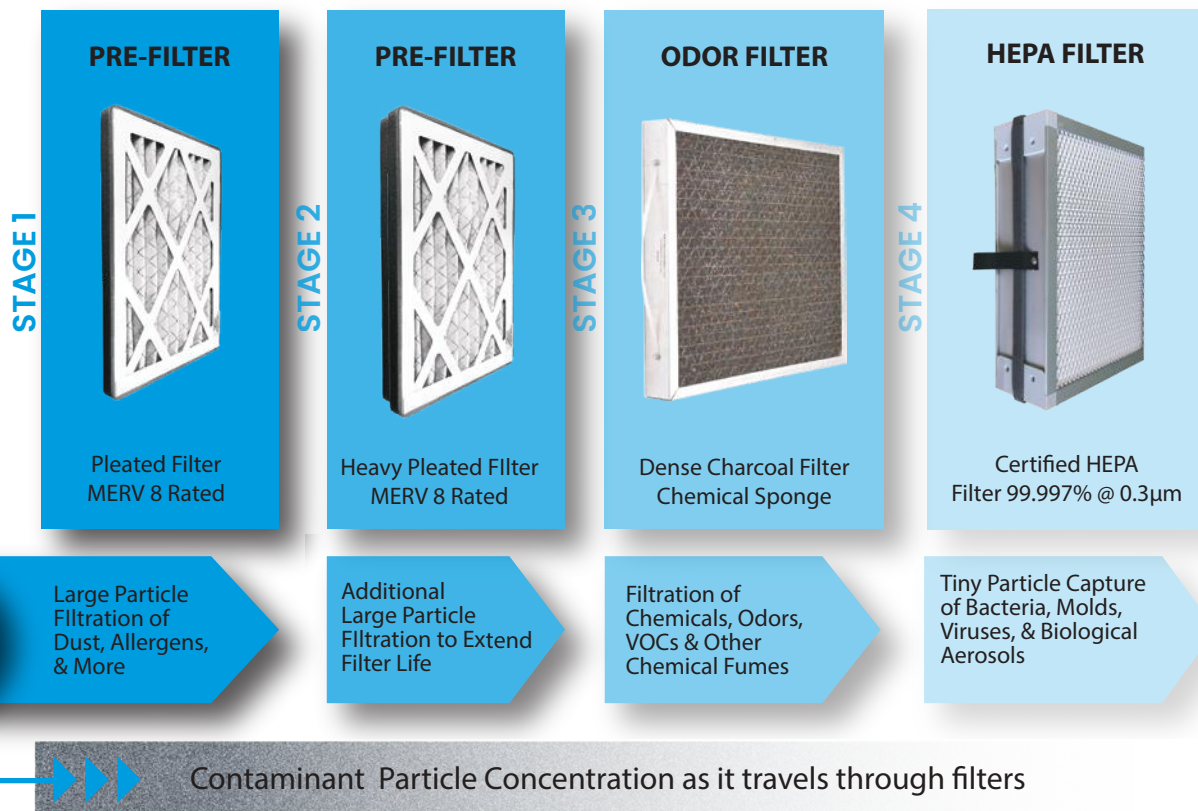 STAGE 1
PRE-FILTER
Pleated Filter
MERV 8 Rated
Large Particle
FIltration of
Dust, Allergens,
& More
STAGE 2
PRE-FILTER
Heavy Pleated FIlter
MERV 8 Rated
Additional
Large Particle
FIltration to Extend
Filter Life
STAGE 3
ODOR FILTER
Dense Charcoal Filter
Chemical Sponge
Filtration of
Chemicals, Odors,
VOCs & Other
Chemical Fumes
STAGE 4
HEPA FILTER
Certified HEPA
Filter 99.997% @ 0.3µm
Tiny Particle Capture
of Bacteria, Molds,
Viruses, & Biological
Aerosols
Contaminant Particle Concentration as it travels through filters